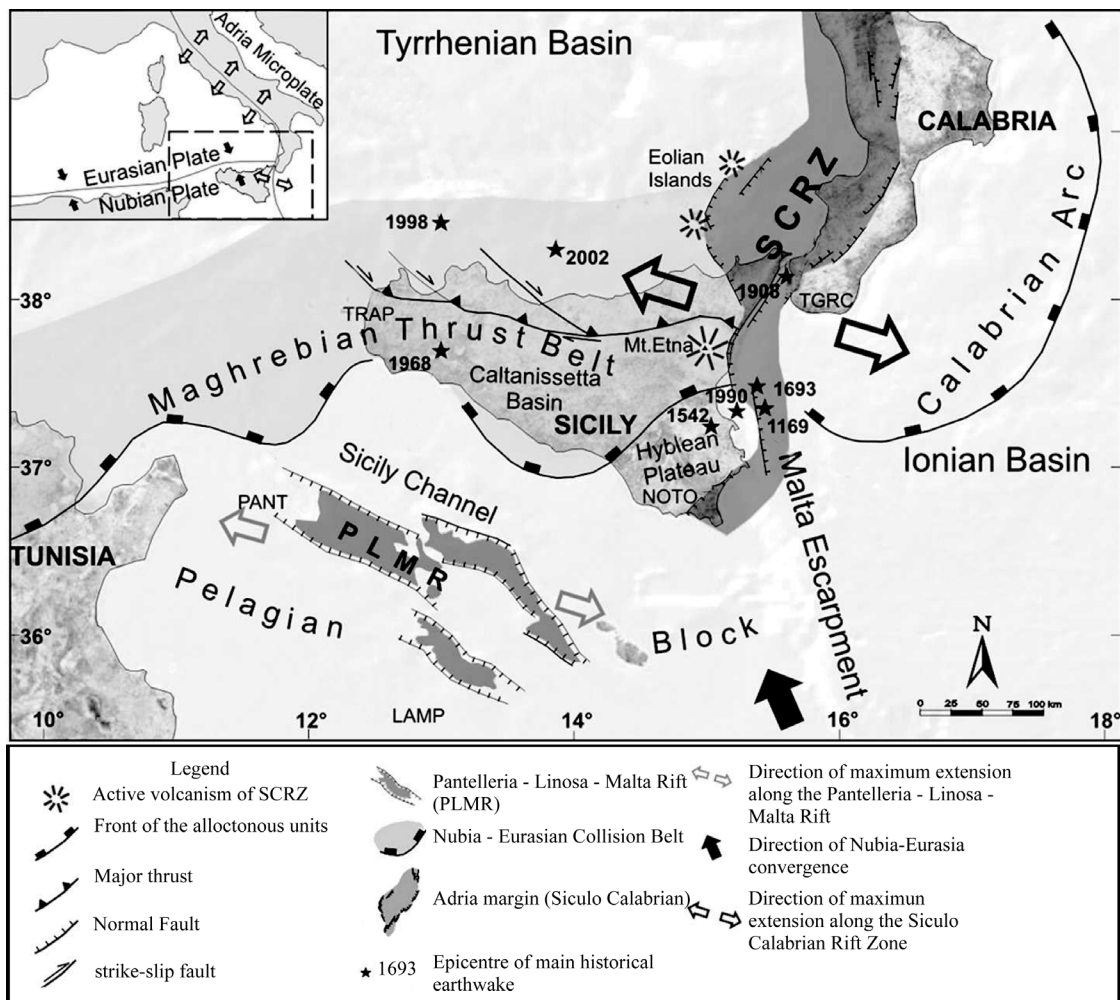 Adria Microplate
Eurasian Plate
Nubian Plate
Tyrrhenian Basin
CALABRIA
Eolian
Islands
SCRZ
1998
2002
1908
TGRC
Calabrian Arc
38°
TRAP
Maghrebian Thrust Belt
Mt.Etna
1968
Caltanissetta
Basin
SICILY
1990
1693
1542
1169
Hyblean
Plateau
NOTO
Ionian Basin
37°
Sicily Channel
Malta Escarpment
PANT
PLMR
TUNISIA
Pelagian Block
36°
LAMP
N
0 25 50 75 100 km
10° 12° 14° 16° 18°
Legend
Active volcanism of SCRZ
Front of the alloctonous units
Major thrust
Normal Fault
strike-slip fault
Pantelleria - Linosa - Malta Rift
(PLMR)
Nubia - Eurasian Collision Belt
Adria margin (Siculo Calabrian)
1693 Epicentre of main historical
earthwake
Direction of maximum extension
along the Pantelleria - Linosa -
Malta Rift
Direction of Nubia-Eurasia
convergence
Direction of maximun
extension along the Siculo
Calabrian Rift Zone